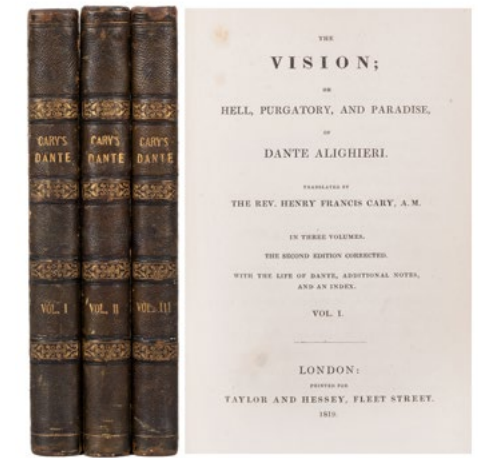 CARY'S
DANTE
VOL. I
CARY'S
DANTE
VOL. II
CARY'S
DANTE
VOL. III
THE
VISION;
OR
HELL, PURGATORY, AND PARADISE,
OF
DANTE ALIGHIERI.
TRANSLATED BY
THE REV. HENRY FRANCIS CARY, A.M.
IN THREE VOLUMES.
THE SECOND EDITION CORRECTED.
WITH THE LIFE OF DANTE, ADDITIONAL NOTES,
AND AN INDEX.
VOL. I.
LONDON:
PRINTED FOR
TAYLOR AND HESSEY, FLEET STREET.
1819.